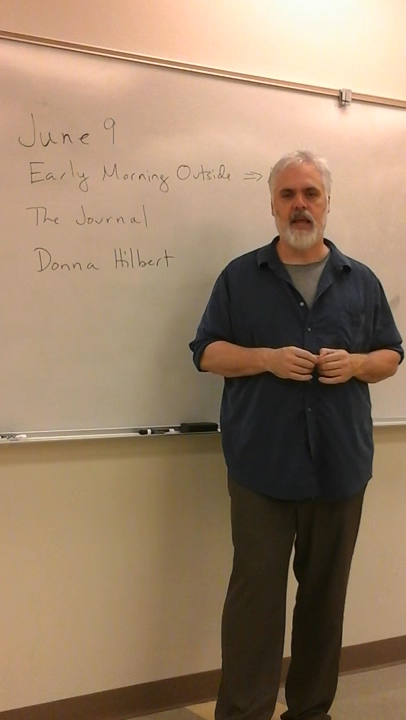 June 9
Early Morning Outside ⇒
The Journal
Donna Hilbert